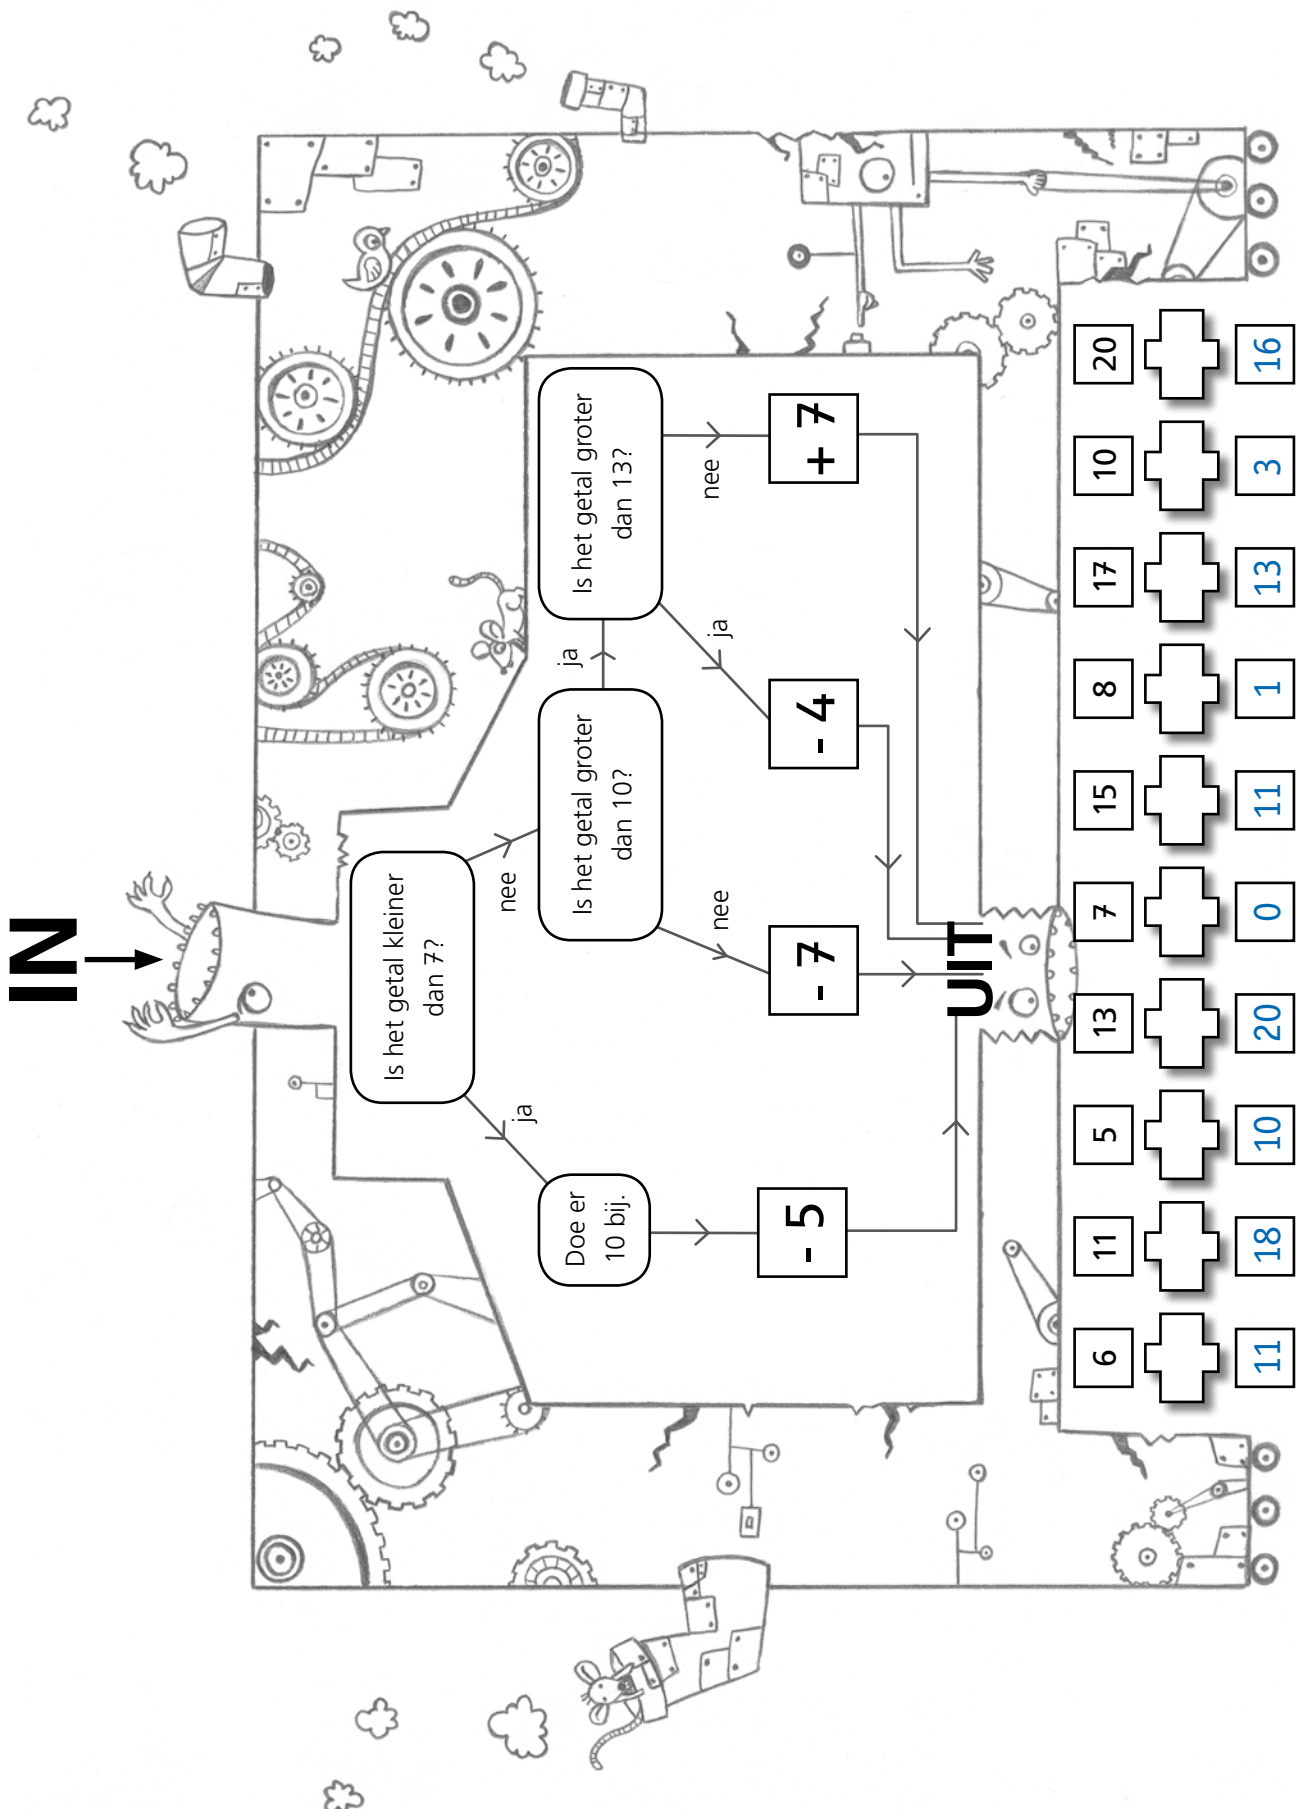 IN
Is het getal kleiner
dan 7?
ja
nee
Doe er
10 bij.
Is het getal groter
dan 10?
ja
Is het getal groter
dan 13?
nee
ja
nee
- 5
- 7
- 4
+ 7
UIT
6 11 5 13 7 15 8 17 10 20
11 18 10 20 0 11 1 13 3 16